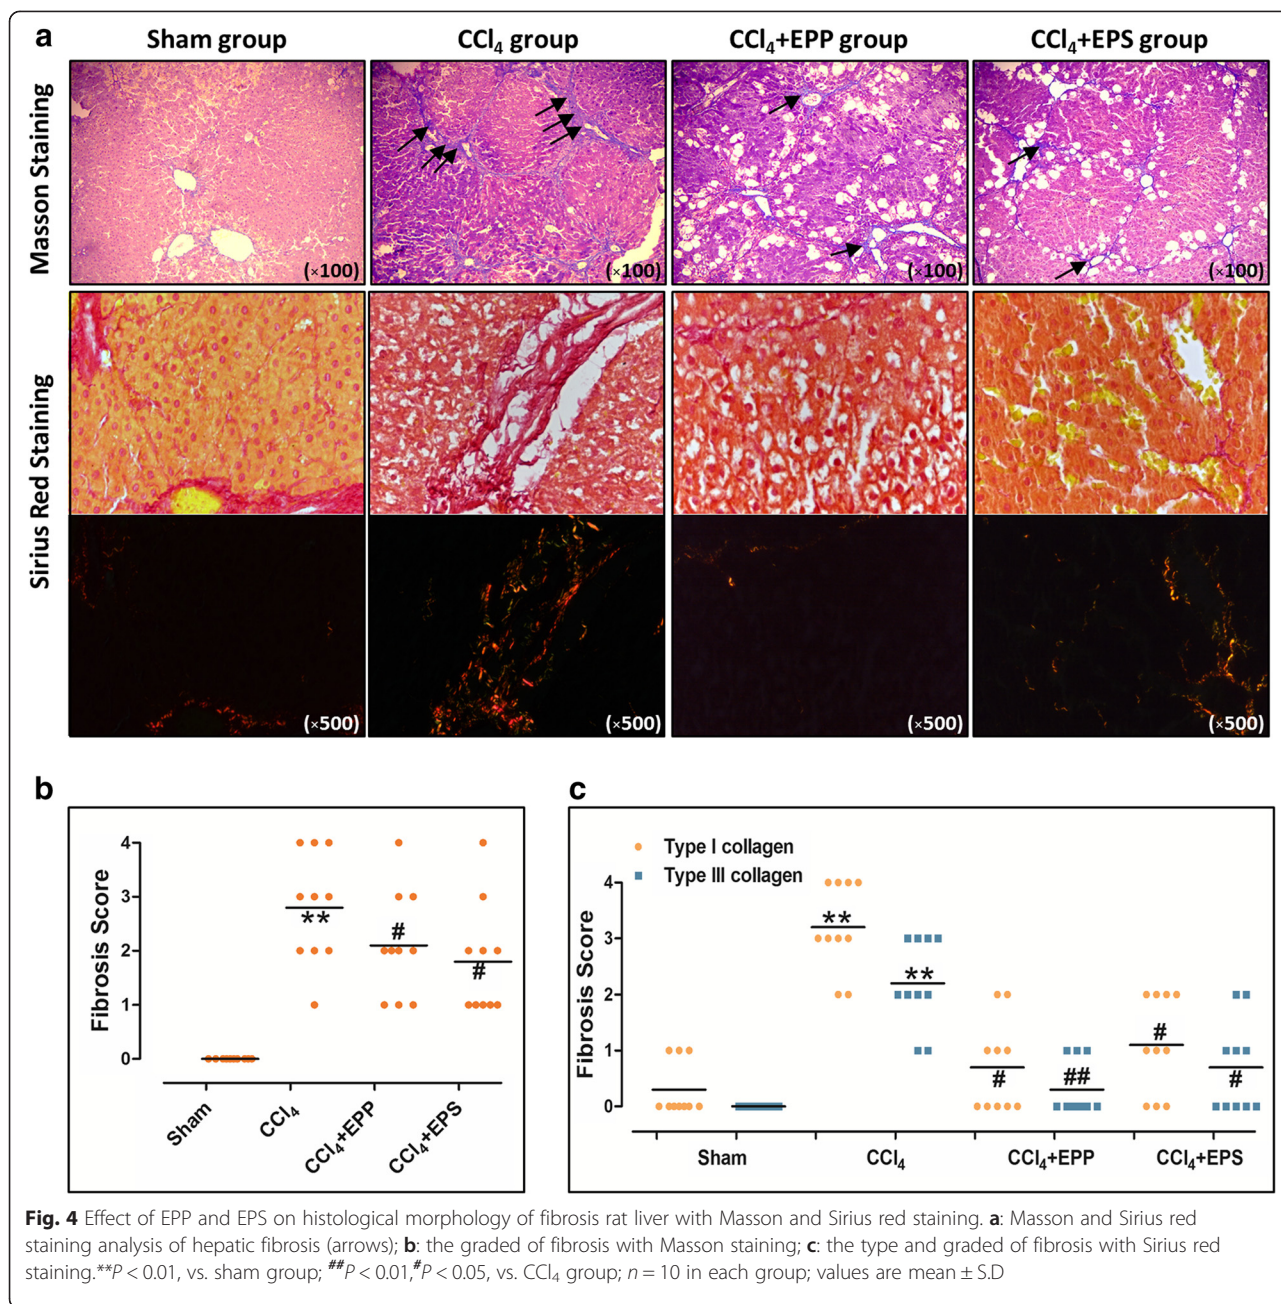 a
Sham group
CCl₄ group
CCl₄+EPP group
CCl₄+EPS group
Masson Staining
(×100)
(×100)
(×100)
(×100)
Sirius Red Staining
(×500)
(×500)
(×500)
(×500)
b
Fibrosis Score
4
3
2
1
0
**
#
#
Sham
CCl₄
CCl₄+EPP
CCl₄+EPS
c
Type I collagen
Type III collagen
Fibrosis Score
4
3
2
1
0
**
**
#
##
#
#
Sham
CCl₄
CCl₄+EPP
CCl₄+EPS
Fig. 4 Effect of EPP and EPS on histological morphology of fibrosis rat liver with Masson and Sirius red staining. a: Masson and Sirius red
staining analysis of hepatic fibrosis (arrows); b: the graded of fibrosis with Masson staining; c: the type and graded of fibrosis with Sirius red
staining.**P < 0.01, vs. sham group; ##P < 0.01,#P < 0.05, vs. CCl₄ group; n = 10 in each group; values are mean ± S.D